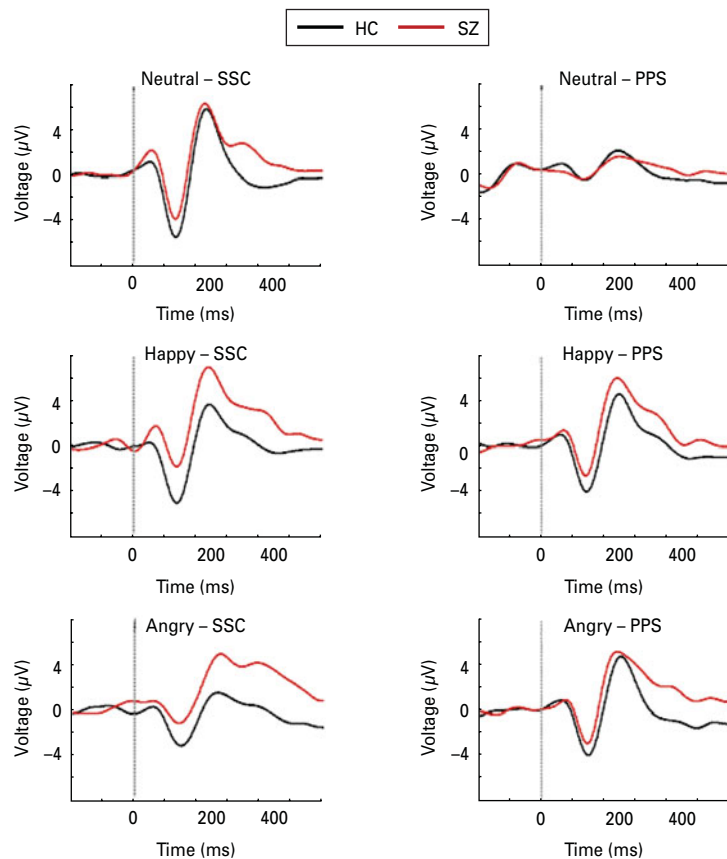 HC SZ
Neutral – SSC
Neutral – PPS
Voltage (µV)
4
0
−4
0 200 400
Time (ms)
Voltage (µV)
4
0
−4
0 200 400
Time (ms)
Happy – SSC
Happy – PPS
Voltage (µV)
4
0
−4
0 200 400
Time (ms)
Voltage (µV)
4
0
−4
0 200 400
Time (ms)
Angry – SSC
Angry – PPS
Voltage (µV)
4
0
−4
0 200 400
Time (ms)
Voltage (µV)
4
0
−4
0 200 400
Time (ms)